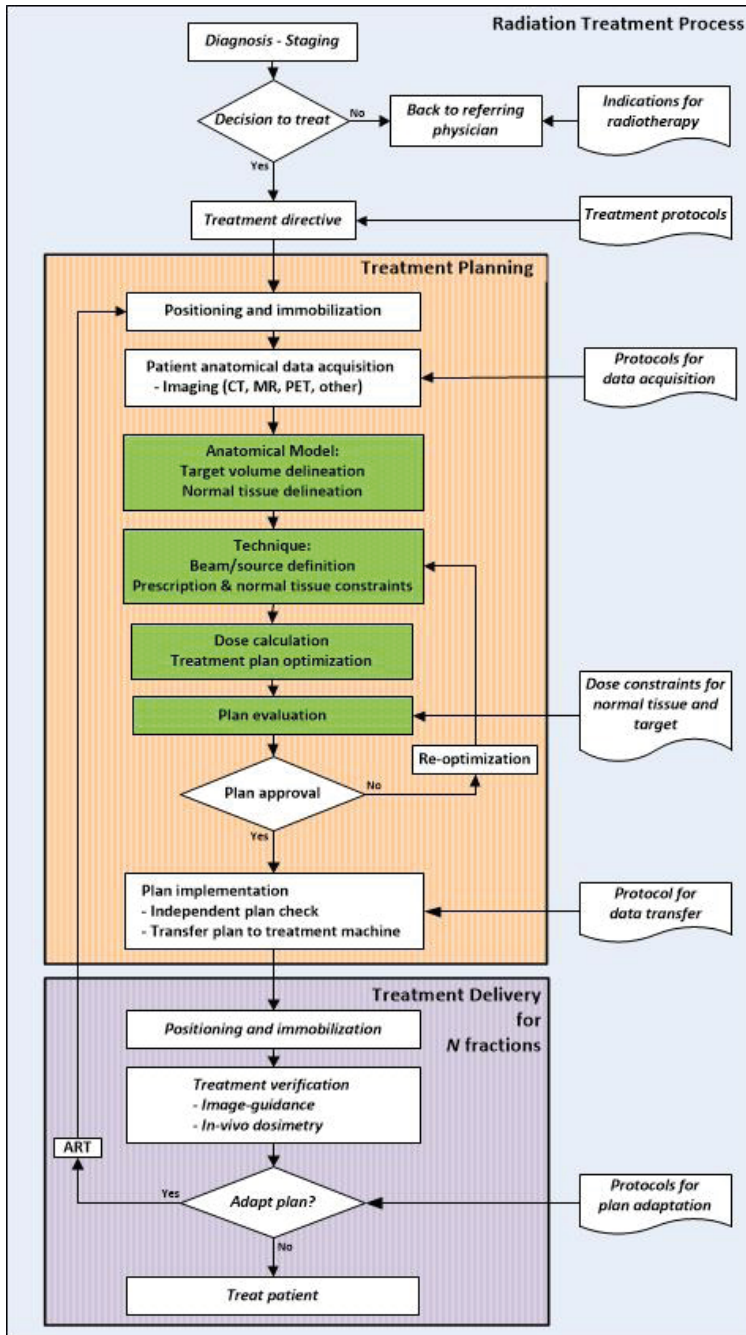 Radiation Treatment Process
Diagnosis - Staging
Decision to treat
No
Back to referring
physician
Indications for
radiotherapy
Yes
Treatment directive
Treatment protocols
Treatment Planning
Positioning and immobilization
Patient anatomical data acquisition
- Imaging (CT, MR, PET, other)
Protocols for
data acquisition
Anatomical Model:
Target volume delineation
Normal tissue delineation
Technique:
Beam/source definition
Prescription & normal tissue constraints
Dose calculation
Treatment plan optimization
Plan evaluation
Dose constraints for
normal tissue and
target
Re-optimization
Plan approval
No
Yes
Plan implementation
- Independent plan check
- Transfer plan to treatment machine
Protocol for
data transfer
Treatment Delivery
for
N fractions
Positioning and immobilization
Treatment verification
- Image-guidance
- In-vivo dosimetry
ART
Yes
Adapt plan?
Protocols for
plan adaptation
No
Treat patient